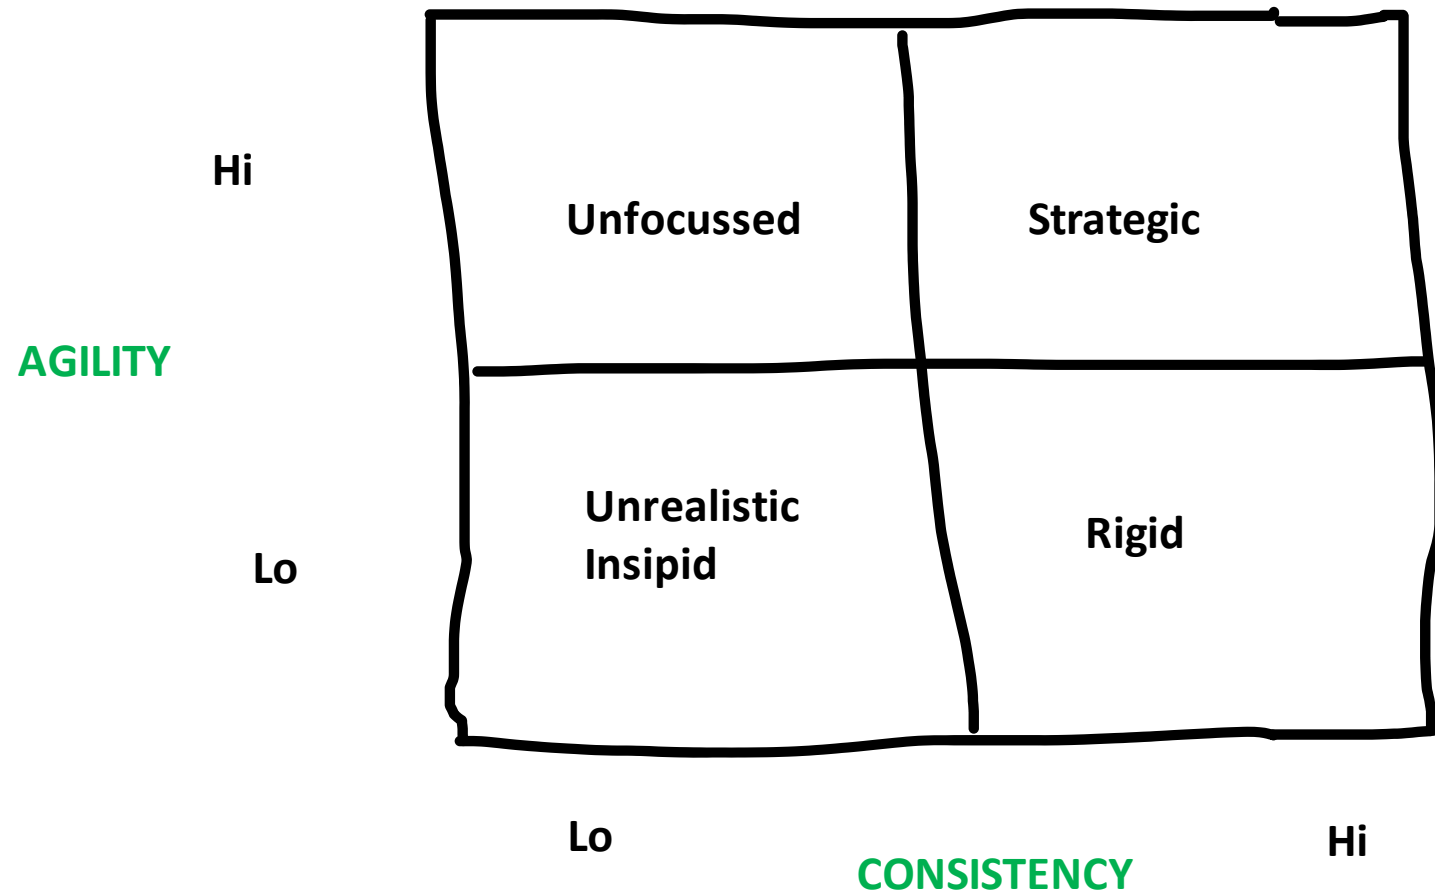 Hi
Unfocussed
Strategic
AGILITY
Unrealistic
Insipid
Rigid
Lo
Lo
Hi
CONSISTENCY